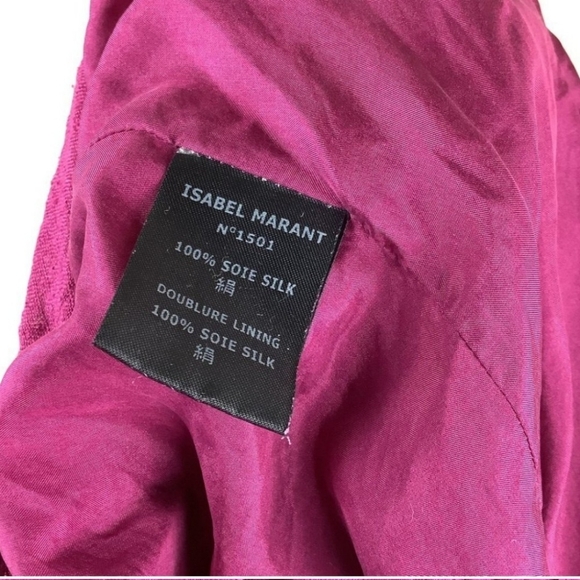 ISABEL MARANT
N°1501
100% SOIE SILK
絹
DOUBLURE LINING
100% SOIE SILK
絹